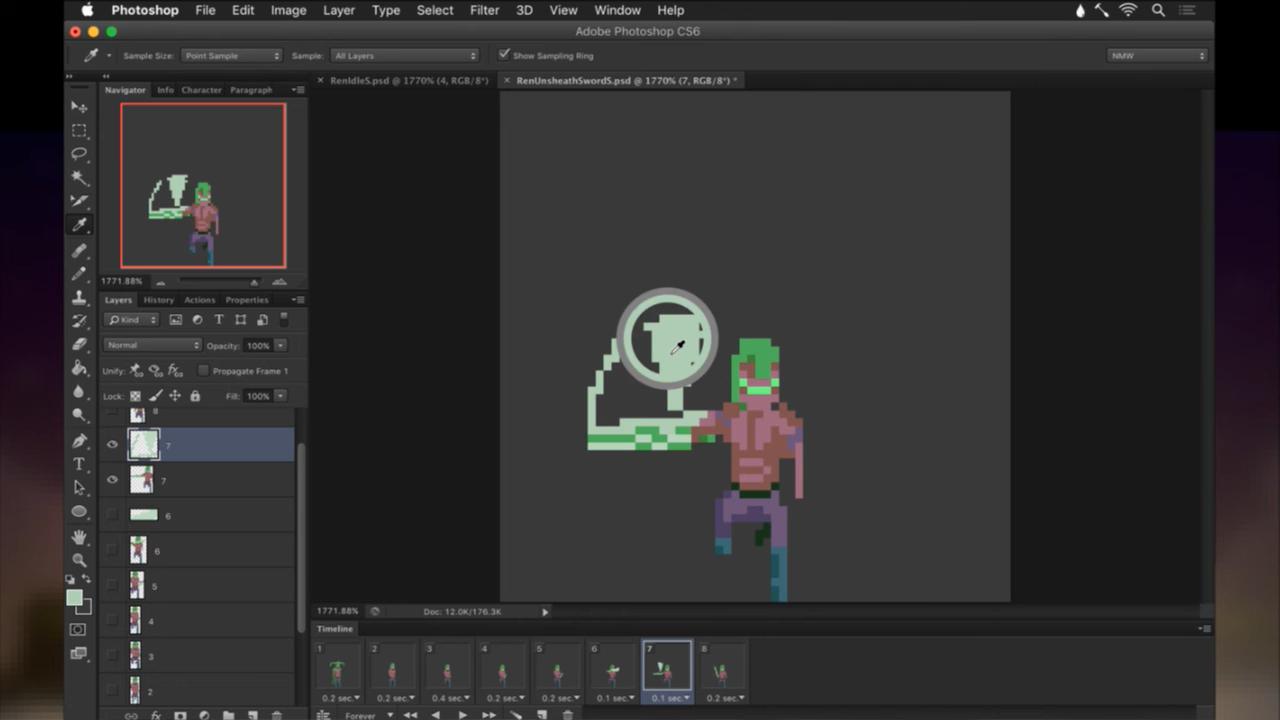 Photoshop File Edit Image Layer Type Select Filter 3D View Window Help
Adobe Photoshop CS6
Sample Size: Point Sample Sample: All Layers Show Sampling Ring NMW
RenIdleS.psd @ 1770% (4, RGB/8*) RenUnsheathSwordS.psd @ 1770% (7, RGB/8*) *
Navigator Info Character Paragraph
1771.88%
Layers History Actions Properties
Kind
Normal Opacity: 100%
Unify: Propagate Frame 1
Lock: Fill: 100%
8
7
7
6
6
5
4
3
2
1771.88% Doc: 12.0K/176.3K
Timeline
1 2 3 4 5 6 7 8
0.2 sec. 0.2 sec. 0.4 sec. 0.2 sec. 0.2 sec. 0.1 sec. 0.1 sec. 0.2 sec.
Forever